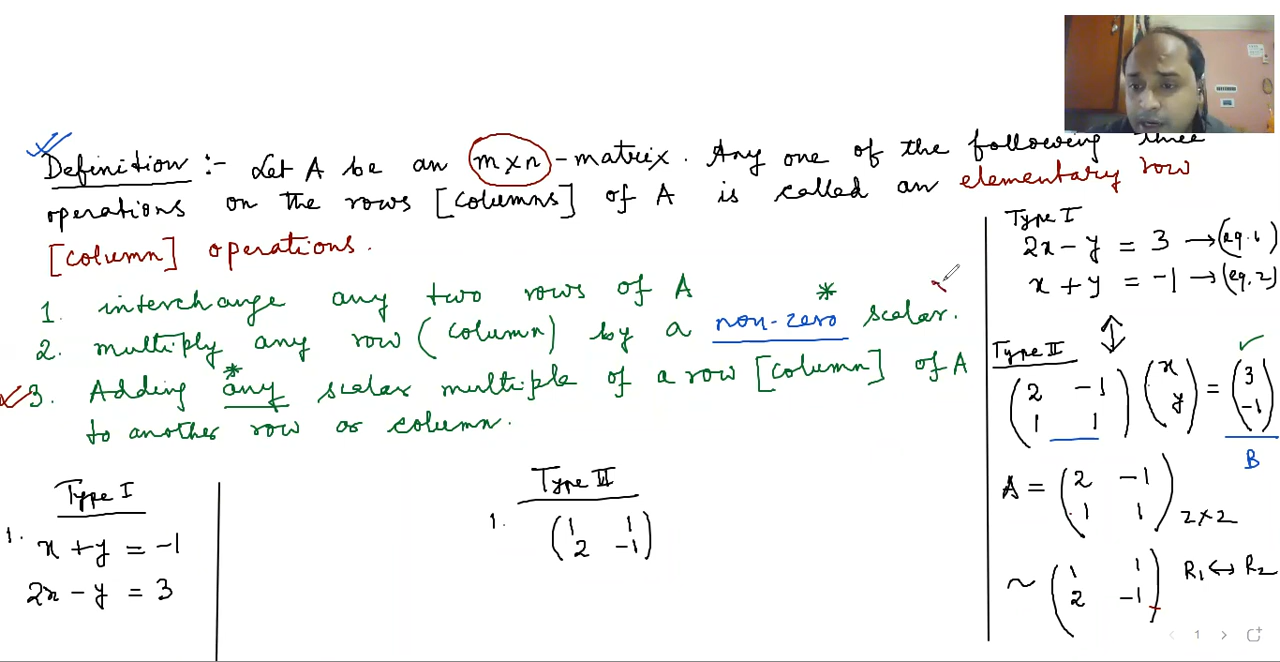 Definition :- Let A be an m×n-matrix. Any one of the following three
operations on the rows [columns] of A is called an elementary row
[column] operations.
1. interchange any two rows of A
2. multiply any row (column) by a non-zero * scalar.
3. Adding any * scalar multiple of a row [column] of A
to another row or column.
Type I
1. x + y = -1
2x - y = 3
Type II
1. (1 1
2 -1)
Type I
2x - y = 3 → (eq. 1)
x + y = -1 → (eq. 2)
↕
Type II
(2 -1
1 1) (x
y) = (3
-1)
B
A = (2 -1
1 1) 2×2
~ (1 1
2 -1) R1 ↔ R2
1